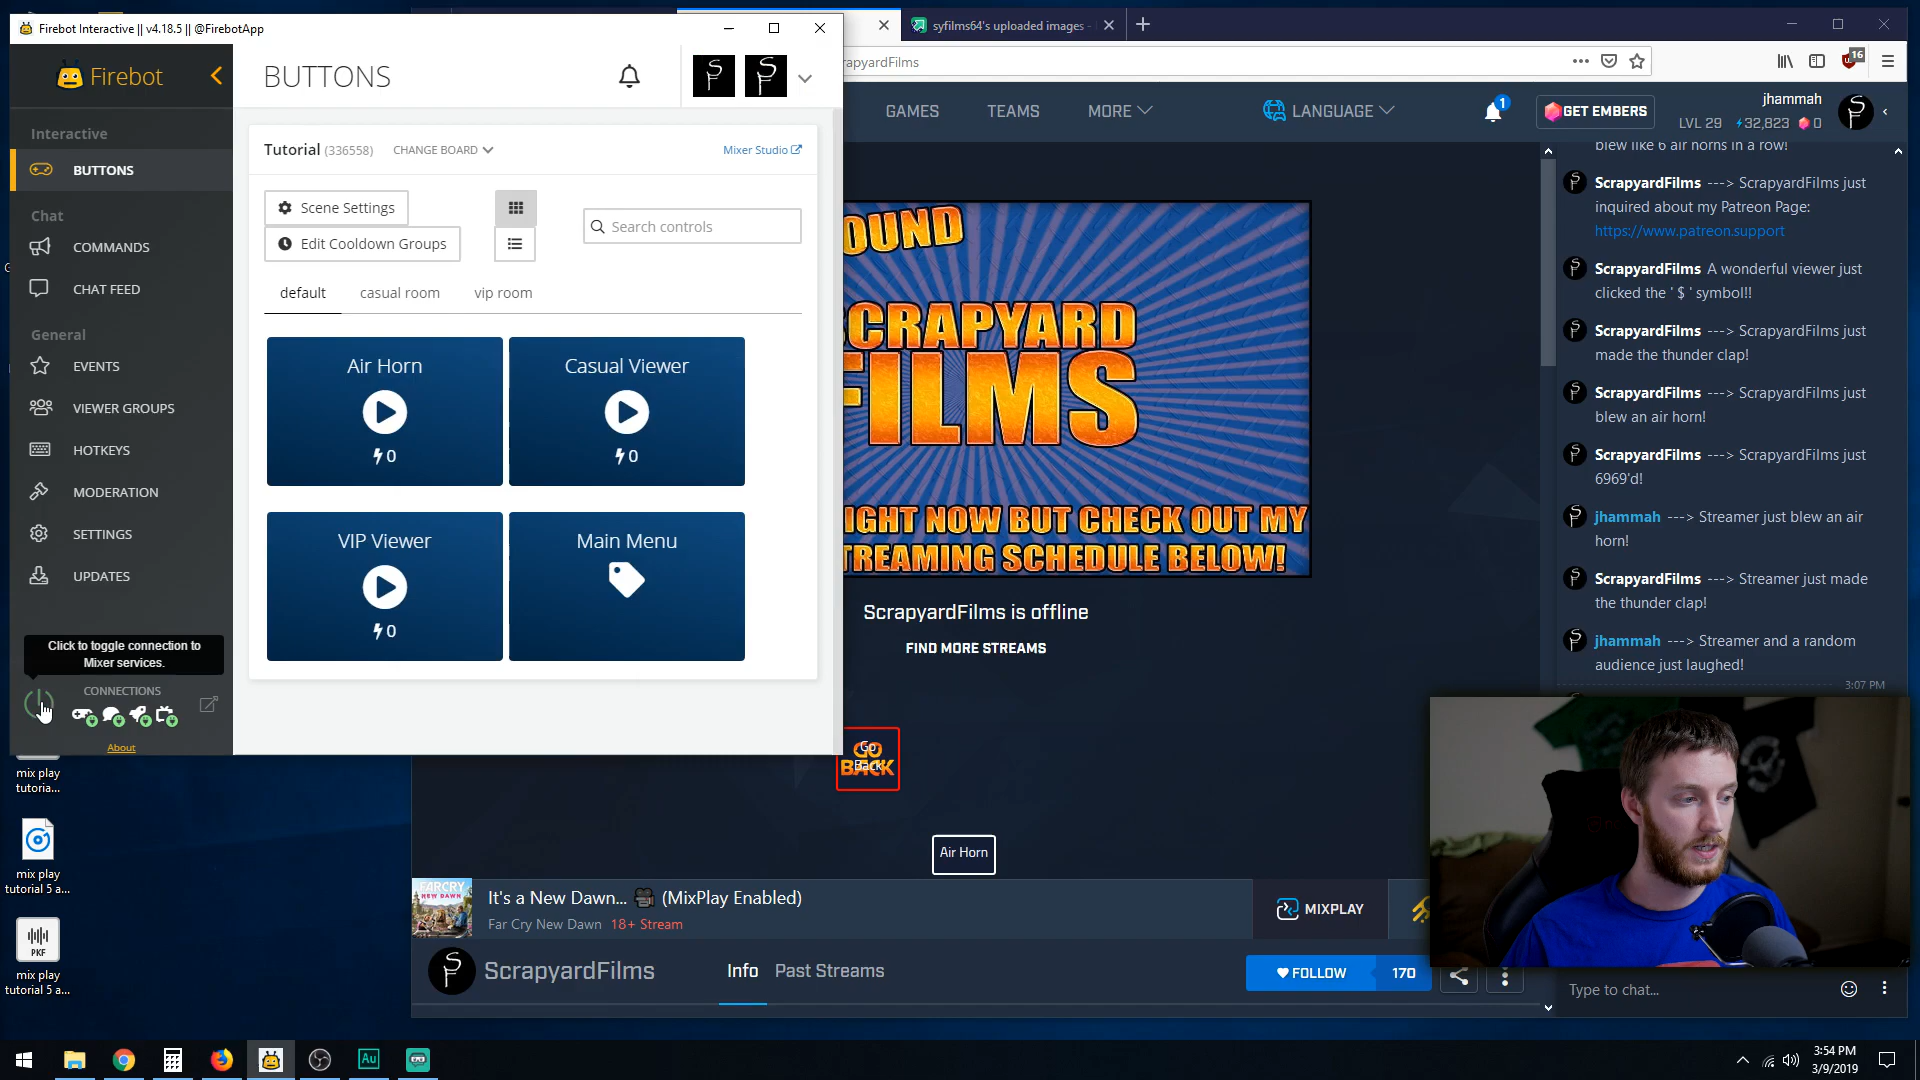 Firebot Interactive || v4.18.5 || @FirebotApp
Firebot
Interactive
BUTTONS
Chat
COMMANDS
CHAT FEED
General
EVENTS
VIEWER GROUPS
HOTKEYS
MODERATION
SETTINGS
UPDATES
Click to toggle connection to
Mixer services.
CONNECTIONS
About
BUTTONS
Tutorial (336558)
CHANGE BOARD
Mixer Studio
Scene Settings
Edit Cooldown Groups
Search controls
default
casual room
vip room
Air Horn
0
Casual Viewer
0
VIP Viewer
0
Main Menu
syfilms64's uploaded images -
rapyardFilms
16
GAMES
TEAMS
MORE
LANGUAGE
1
GET EMBERS
jhammah
LVL 29
32,823
0
OUND
SCRAPYARD
FILMS
IGHT NOW BUT CHECK OUT MY
TREAMING SCHEDULE BELOW!
ScrapyardFilms is offline
FIND MORE STREAMS
GO
BACK
Go
Back
Air Horn
FARCRY
NEW DAWN
It's a New Dawn... (MixPlay Enabled)
Far Cry New Dawn
18+ Stream
MIXPLAY
ScrapyardFilms
Info
Past Streams
FOLLOW
170
blew like 6 air horns in a row!
ScrapyardFilms ---> ScrapyardFilms just
inquired about my Patreon Page:
https://www.patreon.support
ScrapyardFilms A wonderful viewer just
clicked the ' $ ' symbol!!
ScrapyardFilms ---> ScrapyardFilms just
made the thunder clap!
ScrapyardFilms ---> ScrapyardFilms just
blew an air horn!
ScrapyardFilms ---> ScrapyardFilms just
6969'd!
jhammah ---> Streamer just blew an air
horn!
ScrapyardFilms ---> Streamer just made
the thunder clap!
jhammah ---> Streamer and a random
audience just laughed!
3:07 PM
Type to chat...
mix play
tutoria...
mix play
tutorial 5 a...
PKF
mix play
tutorial 5 a...
Au
3:54 PM
3/9/2019